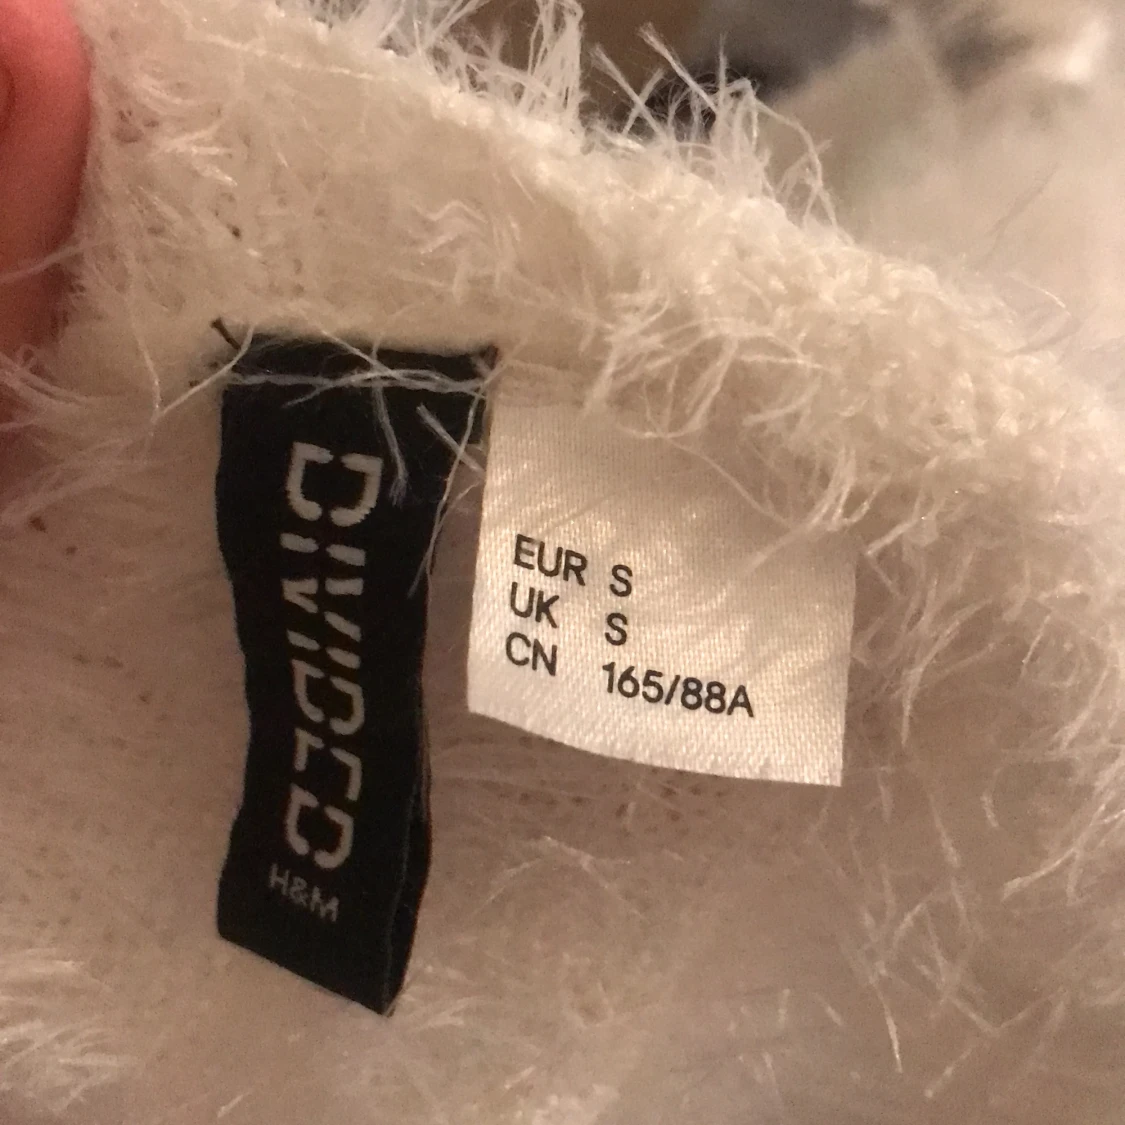 DIVIDED
H&M
EUR S
UK S
CN 165/88A